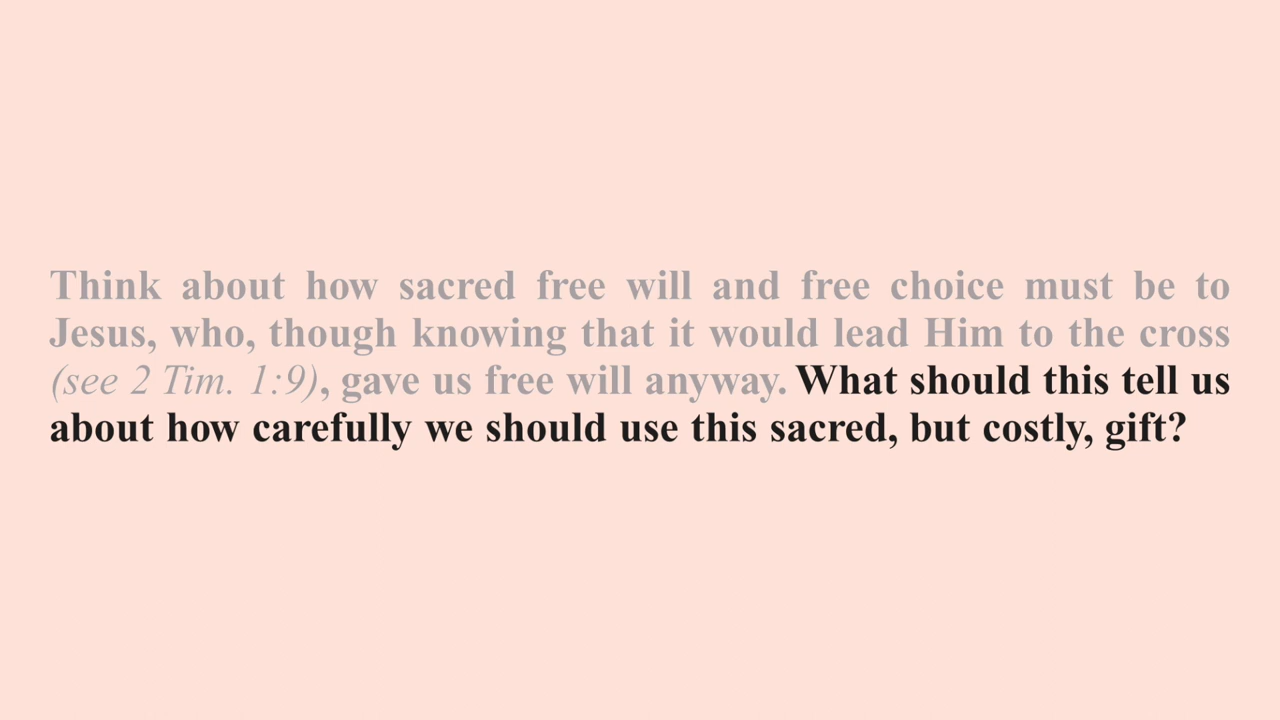 Think about how sacred free will and free choice must be to
Jesus, who, though knowing that it would lead Him to the cross
(see 2 Tim. 1:9), gave us free will anyway. What should this tell us
about how carefully we should use this sacred, but costly, gift?